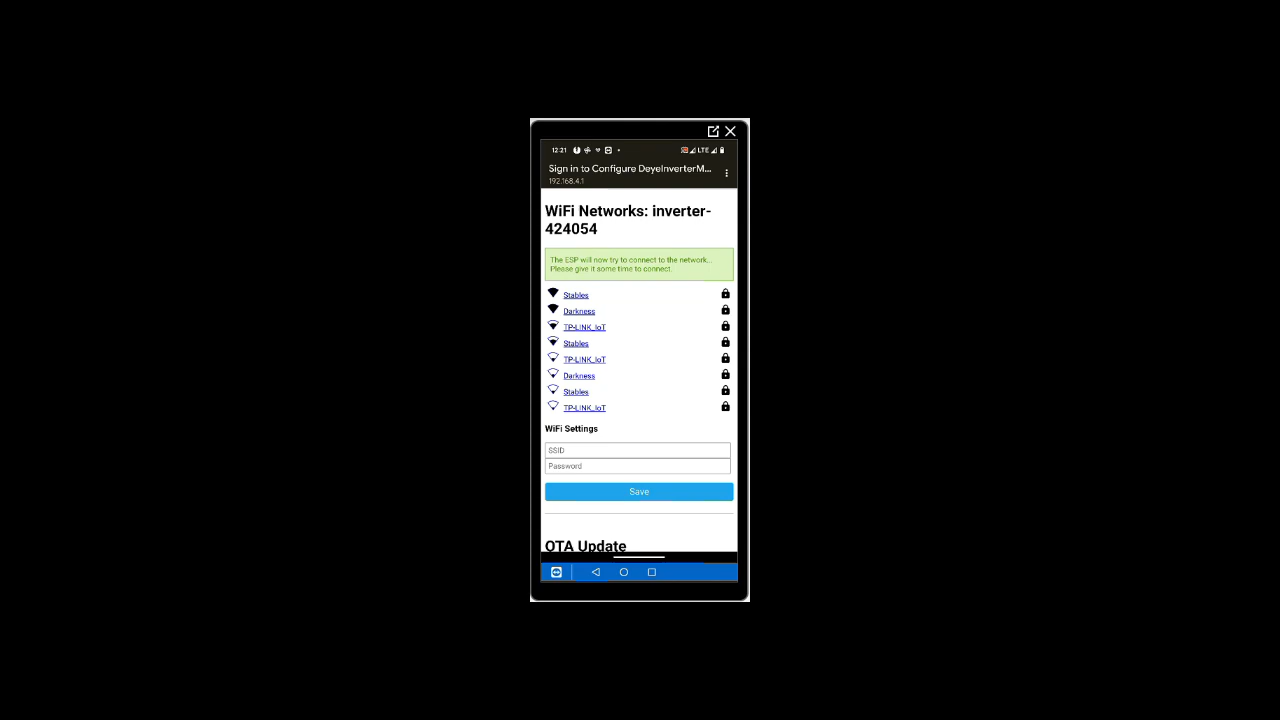 12:21 LTE
Sign in to Configure DeyeInverterM...
192.168.4.1
WiFi Networks: inverter-
424054
The ESP will now try to connect to the network...
Please give it some time to connect.
Stables
Darkness
TP-LINK_IoT
Stables
TP-LINK_IoT
Darkness
Stables
TP-LINK_IoT
WiFi Settings
SSID
Password
Save
OTA Update